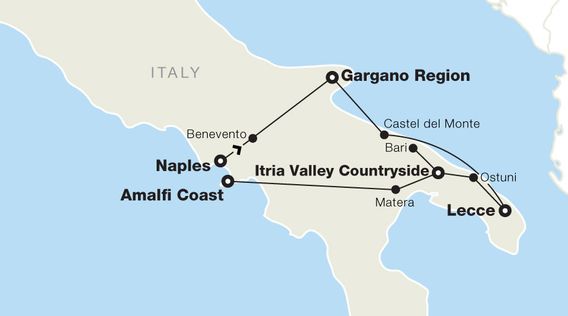 ITALY
Gargano Region
Castel del Monte
Benevento
Bari
Naples
Itria Valley Countryside
Ostuni
Amalfi Coast
Matera
Lecce